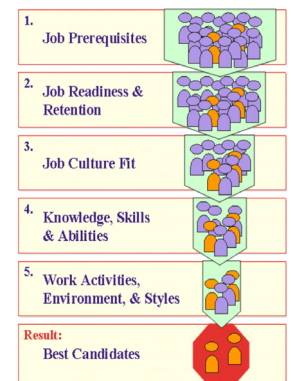 1.
Job Prerequisites
2.
Job Readiness &
Retention
3.
Job Culture Fit
4.
Knowledge, Skills
& Abilities
5.
Work Activities,
Environment, & Styles
Result:
Best Candidates